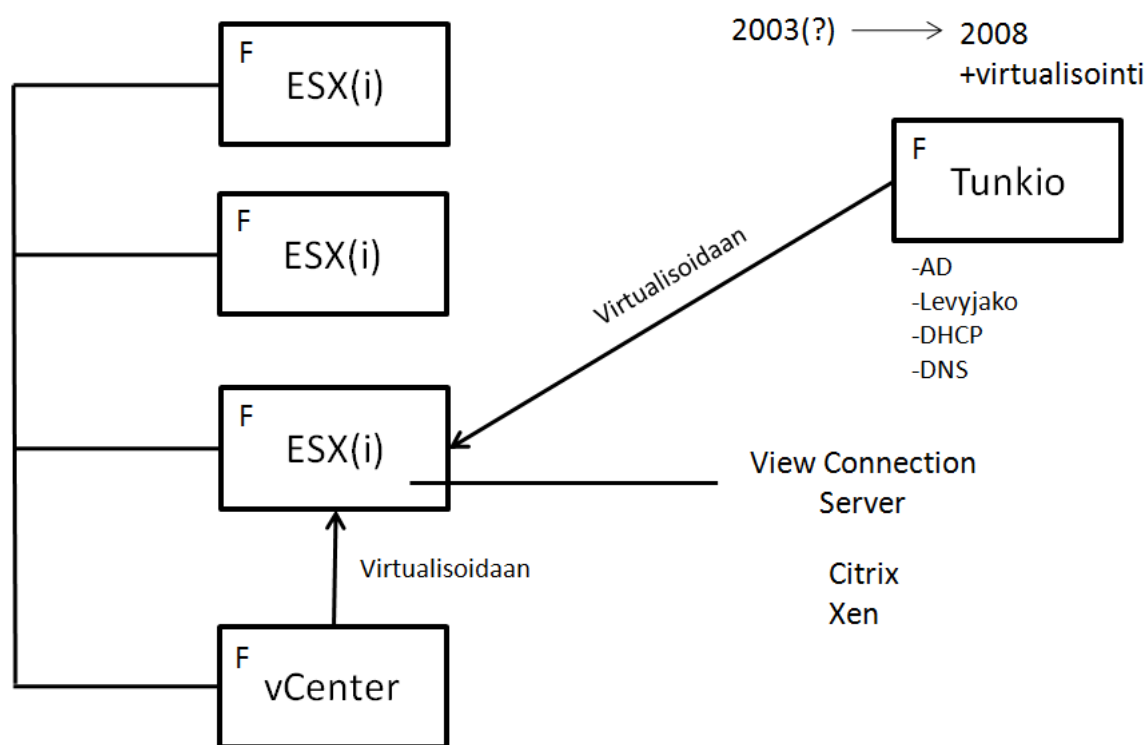 2003(?)
2008
+virtualisointi
F
ESX(i)
F
ESX(i)
F
Tunkio
-AD
-Levyjako
-DHCP
-DNS
Virtualisoidaan
F
ESX(i)
View Connection
Server
Virtualisoidaan
Citrix
Xen
F
vCenter